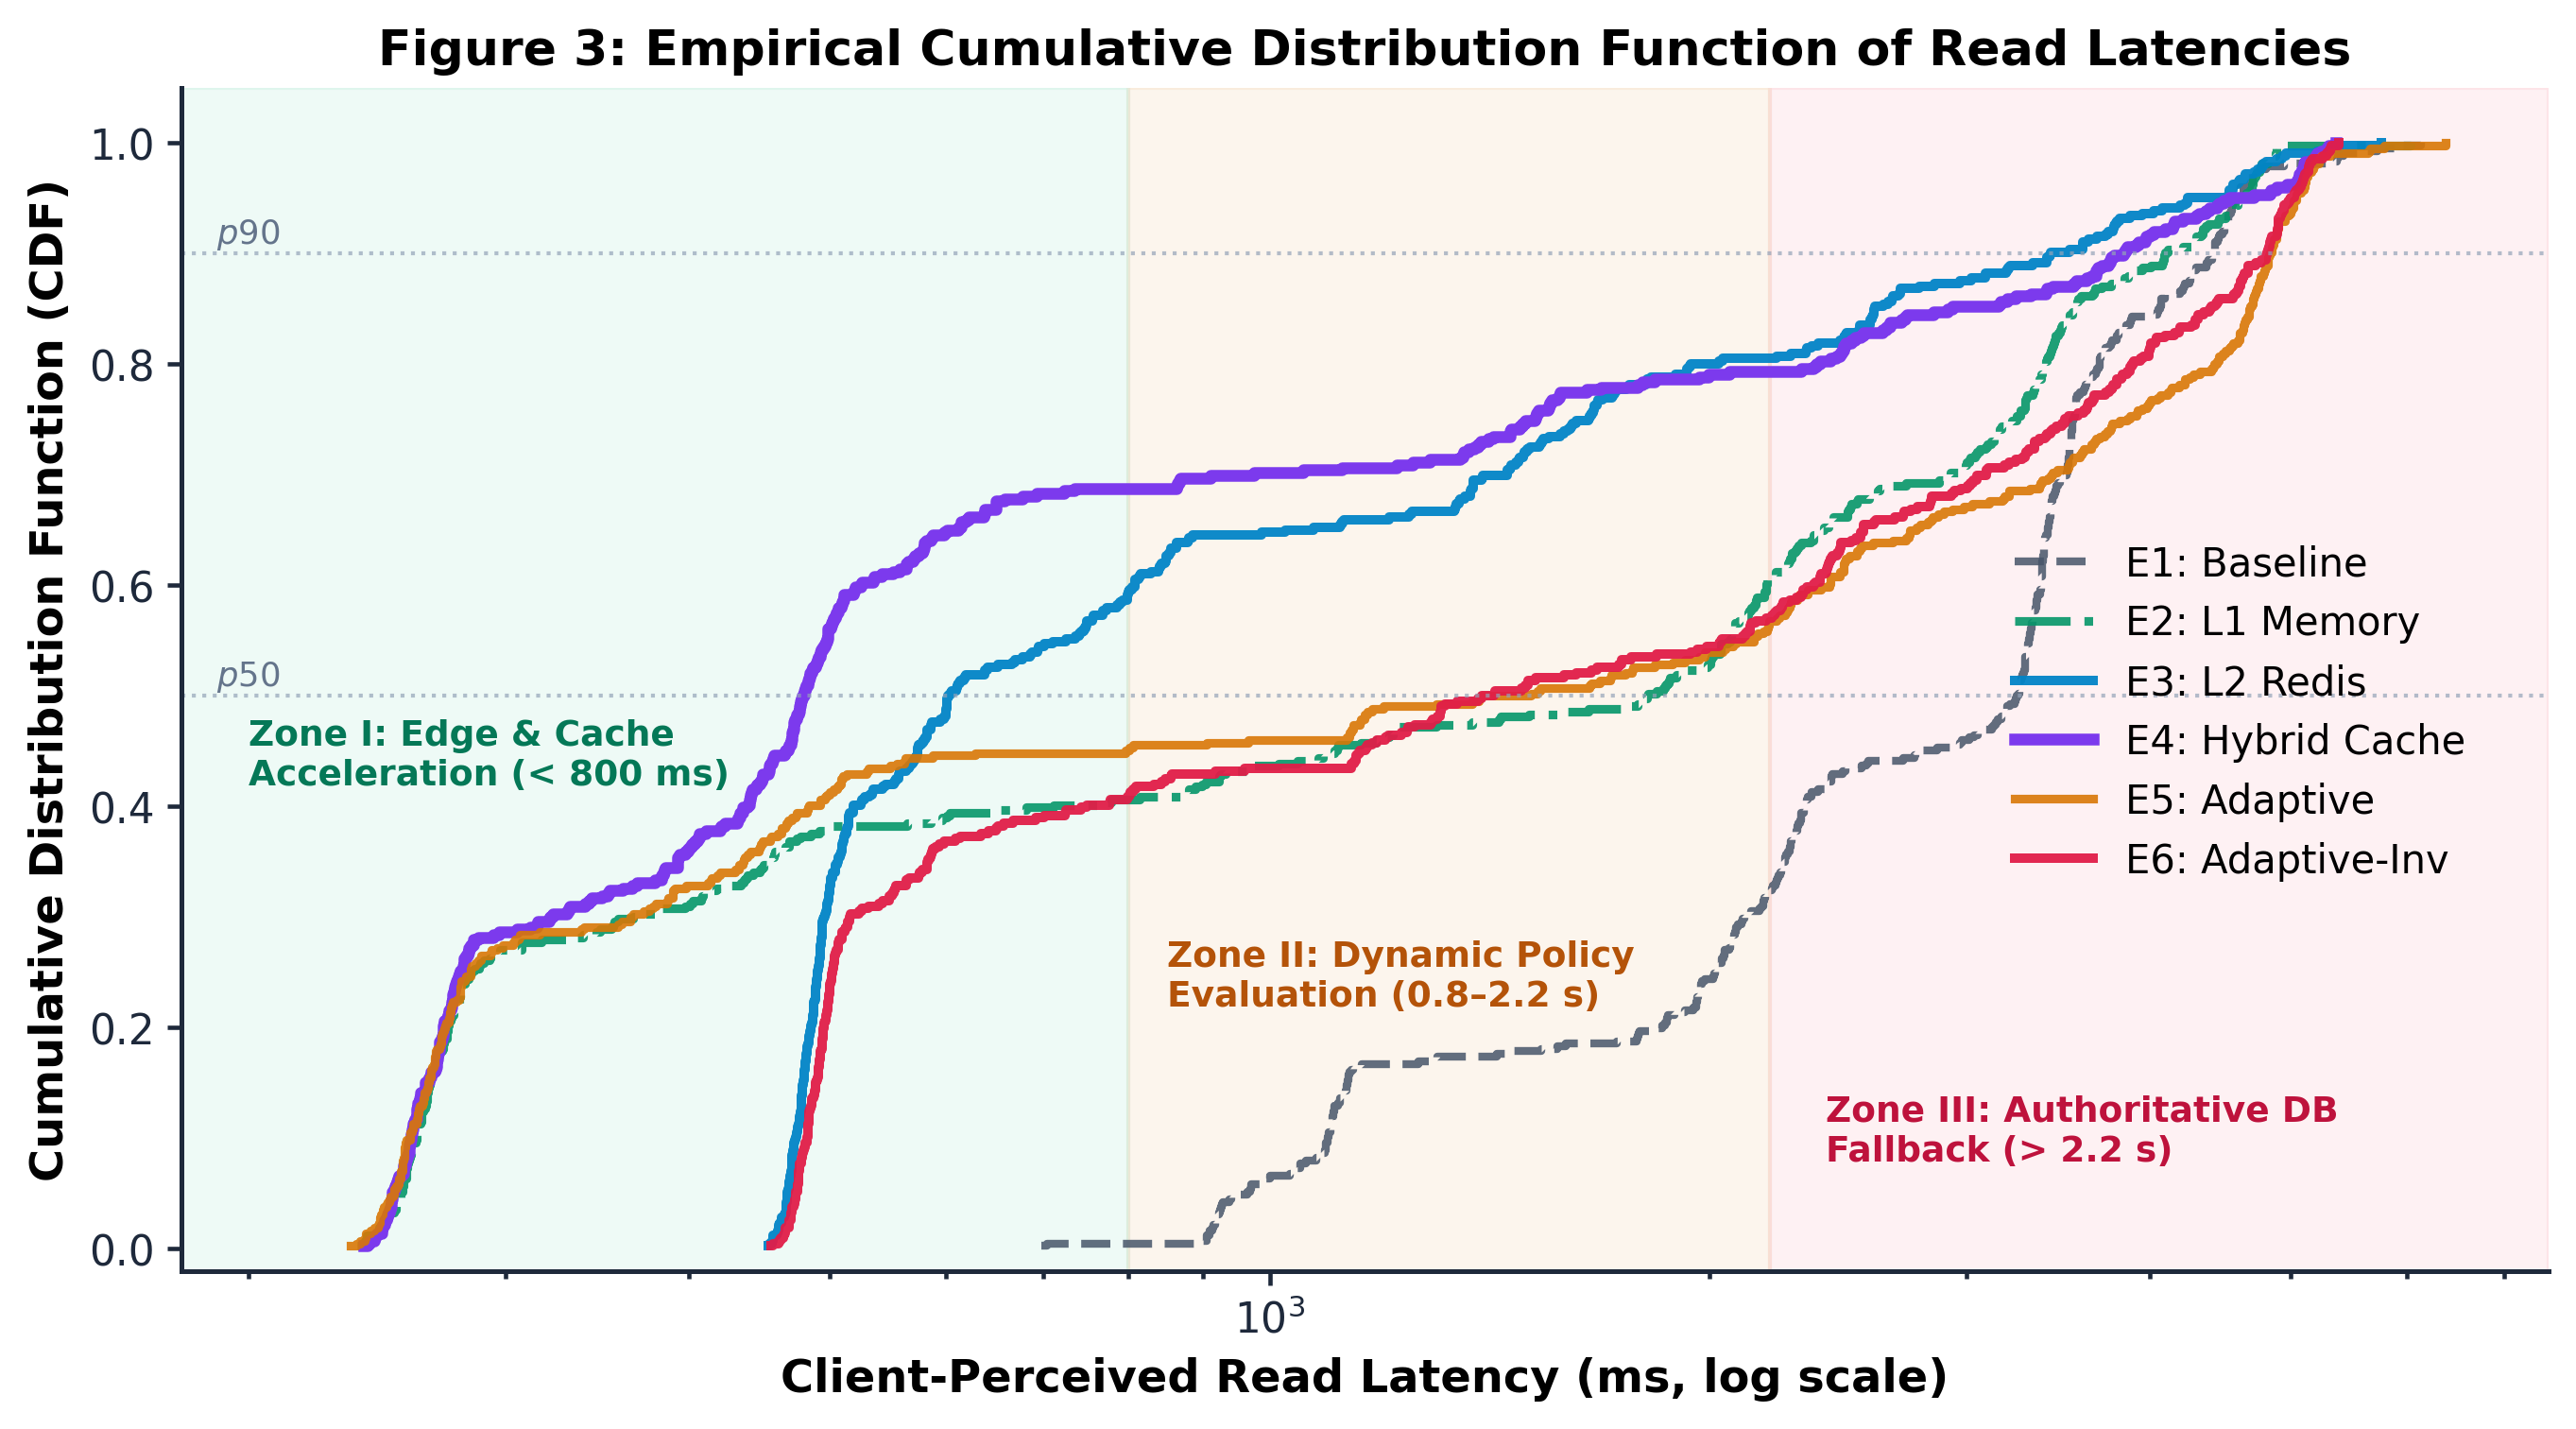 Figure 3: Empirical Cumulative Distribution Function of Read Latencies
Cumulative Distribution Function (CDF)
1.0
0.8
0.6
0.4
0.2
0.0
p90
p50
Zone I: Edge & Cache
Acceleration (< 800 ms)
Zone II: Dynamic Policy
Evaluation (0.8–2.2 s)
Zone III: Authoritative DB
Fallback (> 2.2 s)
E1: Baseline
E2: L1 Memory
E3: L2 Redis
E4: Hybrid Cache
E5: Adaptive
E6: Adaptive-Inv
10³
Client-Perceived Read Latency (ms, log scale)